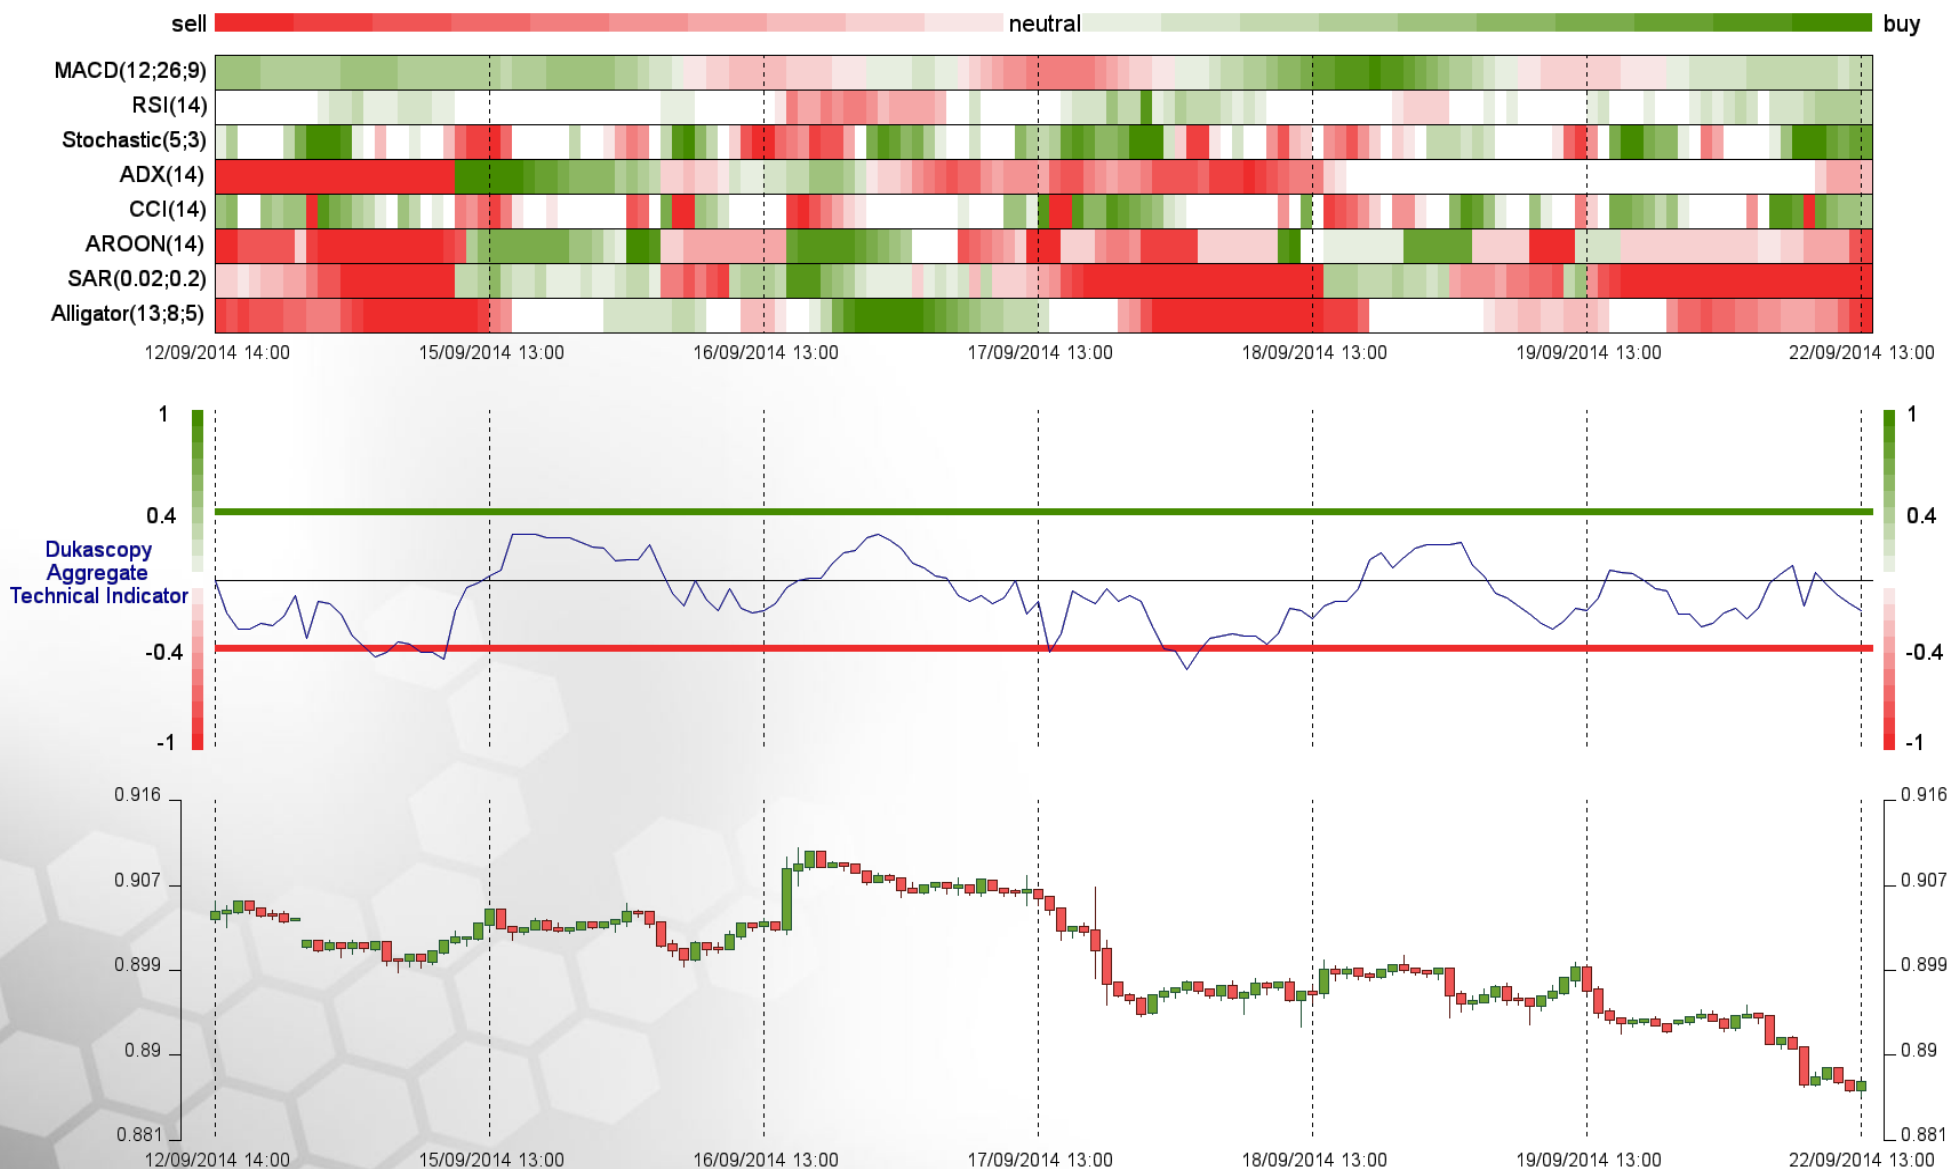 sell neutral buy
MACD(12;26;9)
RSI(14)
Stochastic(5;3)
ADX(14)
CCI(14)
AROON(14)
SAR(0.02;0.2)
Alligator(13;8;5)
12/09/2014 14:00 15/09/2014 13:00 16/09/2014 13:00 17/09/2014 13:00 18/09/2014 13:00 19/09/2014 13:00 22/09/2014 13:00
1 1
0.4 0.4
Dukascopy
Aggregate
Technical Indicator
-0.4 -0.4
-1 -1
0.916 0.916
0.907 0.907
0.899 0.899
0.89 0.89
0.881 0.881
12/09/2014 14:00 15/09/2014 13:00 16/09/2014 13:00 17/09/2014 13:00 18/09/2014 13:00 19/09/2014 13:00 22/09/2014 13:00